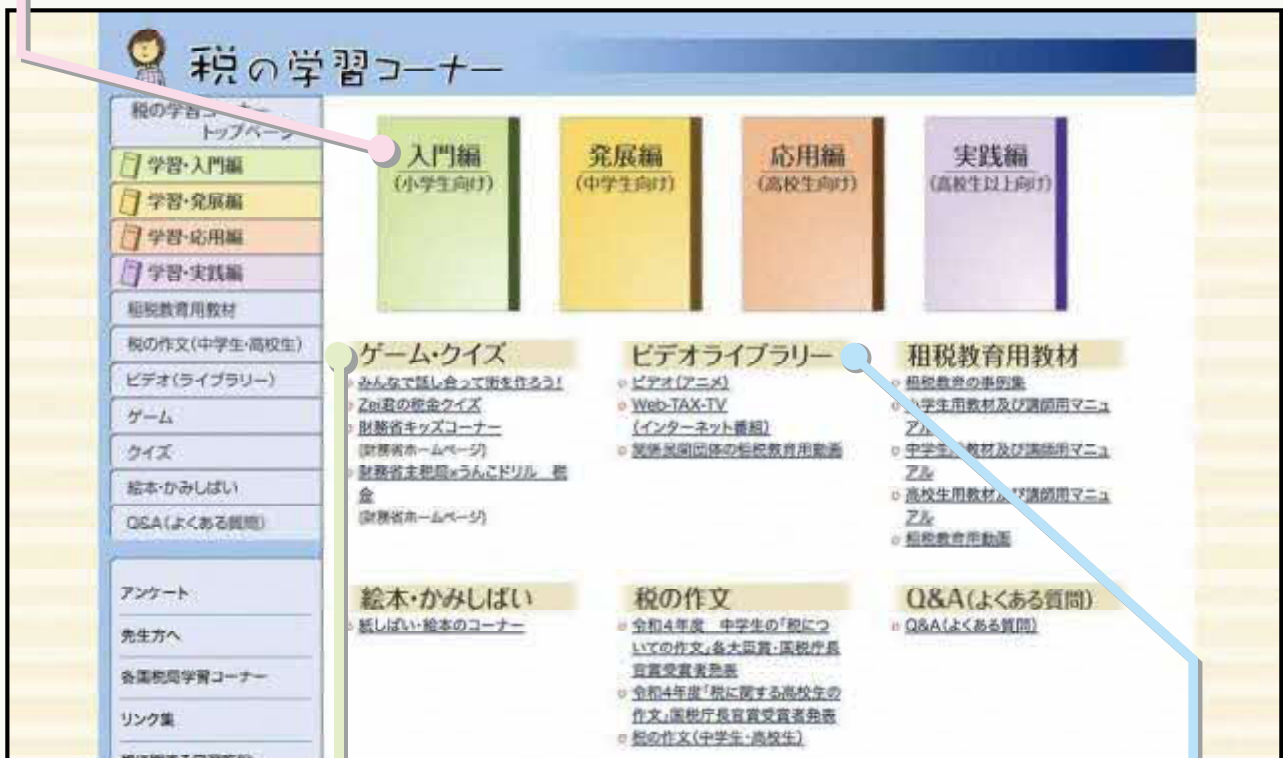 税の学習コーナー
税の学習コーナー
トップページ
学習・入門編
学習・発展編
学習・応用編
学習・実践編
租税教育用教材
税の作文(中学生・高校生)
ビデオ(ライブラリー)
ゲーム
クイズ
絵本・かみしばい
Q&A(よくある質問)
アンケート
先生方へ
各国税局学習コーナー
リンク集
入門編
(小学生向け)
発展編
(中学生向け)
応用編
(高校生向け)
実践編
(高校生以上向け)
ゲーム・クイズ
みんなで話し合って街を作ろう!
Zei君の税金クイズ
財務省キッズコーナー
(財務省ホームページ)
財務省主税局×うんこドリル 税
金
(財務省ホームページ)
ビデオライブラリー
ビデオ(アニメ)
Web-TAX-TV
(インターネット番組)
関係民間団体の租税教育用動画
租税教育用教材
租税教育の事例集
小学生用教材及び講師用マニュ
アル
中学生用教材及び講師用マニュ
アル
高校生用教材及び講師用マニュ
アル
租税教育用動画
絵本・かみしばい
紙しばい・絵本のコーナー
税の作文
令和4年度 中学生の「税につ
いての作文」各大臣賞・国税庁長
官賞受賞者発表
令和4年度「税に関する高校生の
作文」国税庁長官賞受賞者発表
税の作文(中学生・高校生)
Q&A(よくある質問)
Q&A(よくある質問)